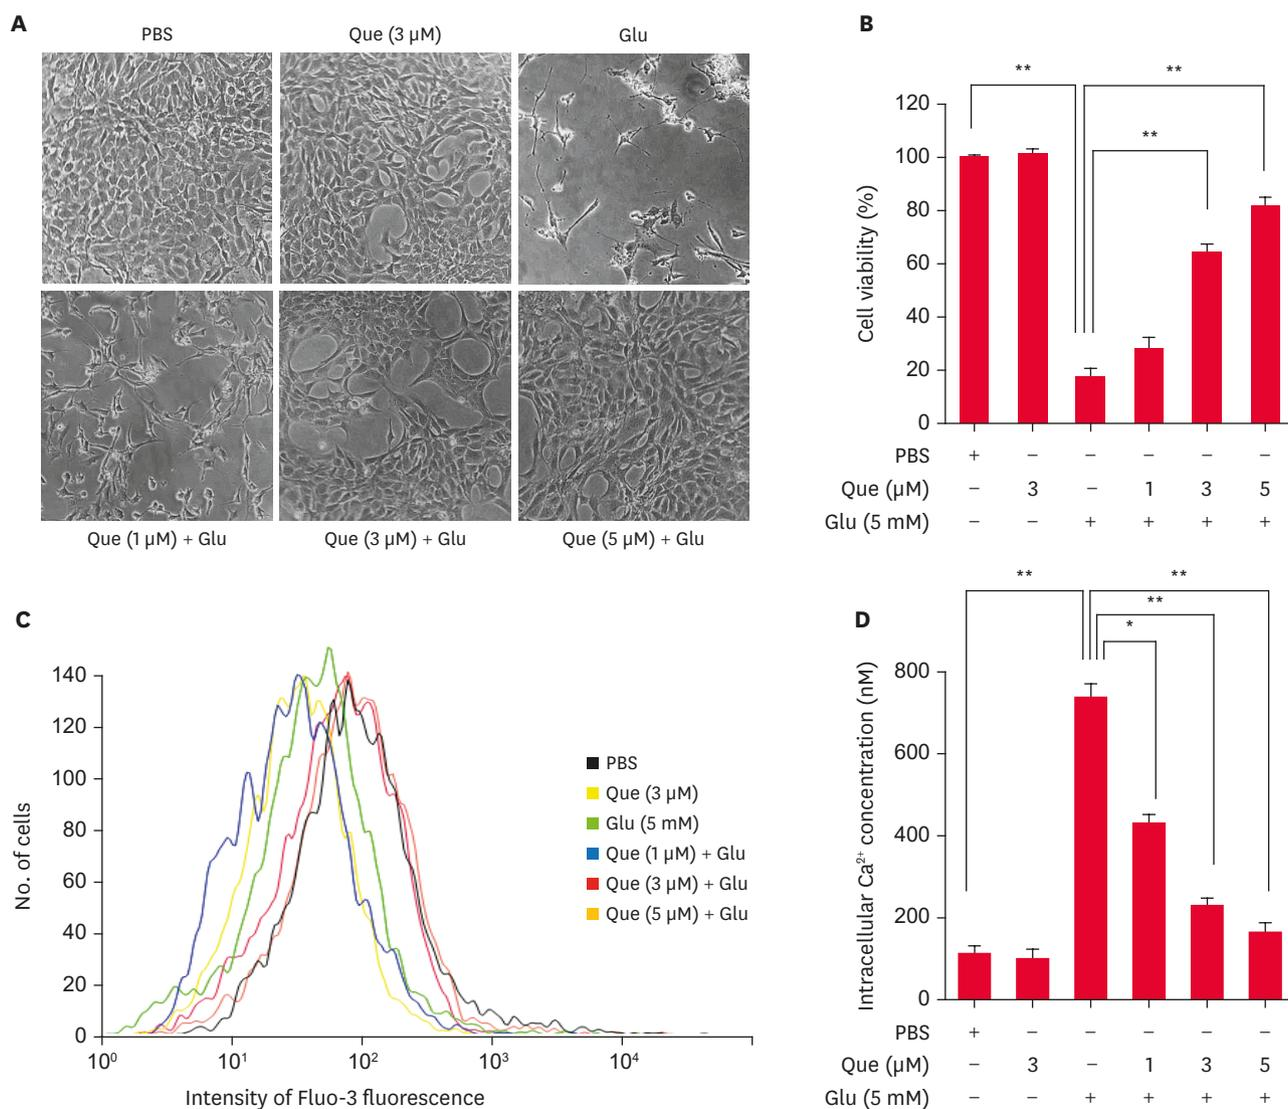 A
PBS Que (3 µM) Glu
Que (1 µM) + Glu Que (3 µM) + Glu Que (5 µM) + Glu
B
** **
**
Cell viability (%)
120
100
80
60
40
20
0
PBS + − − − − −
Que (µM) − 3 − 1 3 5
Glu (5 mM) − − + + + +
C
No. of cells
140
120
100
80
60
40
20
0
10⁰ 10¹ 10² 10³ 10⁴
Intensity of Fluo-3 fluorescence
PBS
Que (3 µM)
Glu (5 mM)
Que (1 µM) + Glu
Que (3 µM) + Glu
Que (5 µM) + Glu
D
** **
**
*
Intracellular Ca²⁺ concentration (nM)
800
600
400
200
0
PBS + − − − − −
Que (µM) − 3 − 1 3 5
Glu (5 mM) − − + + + +